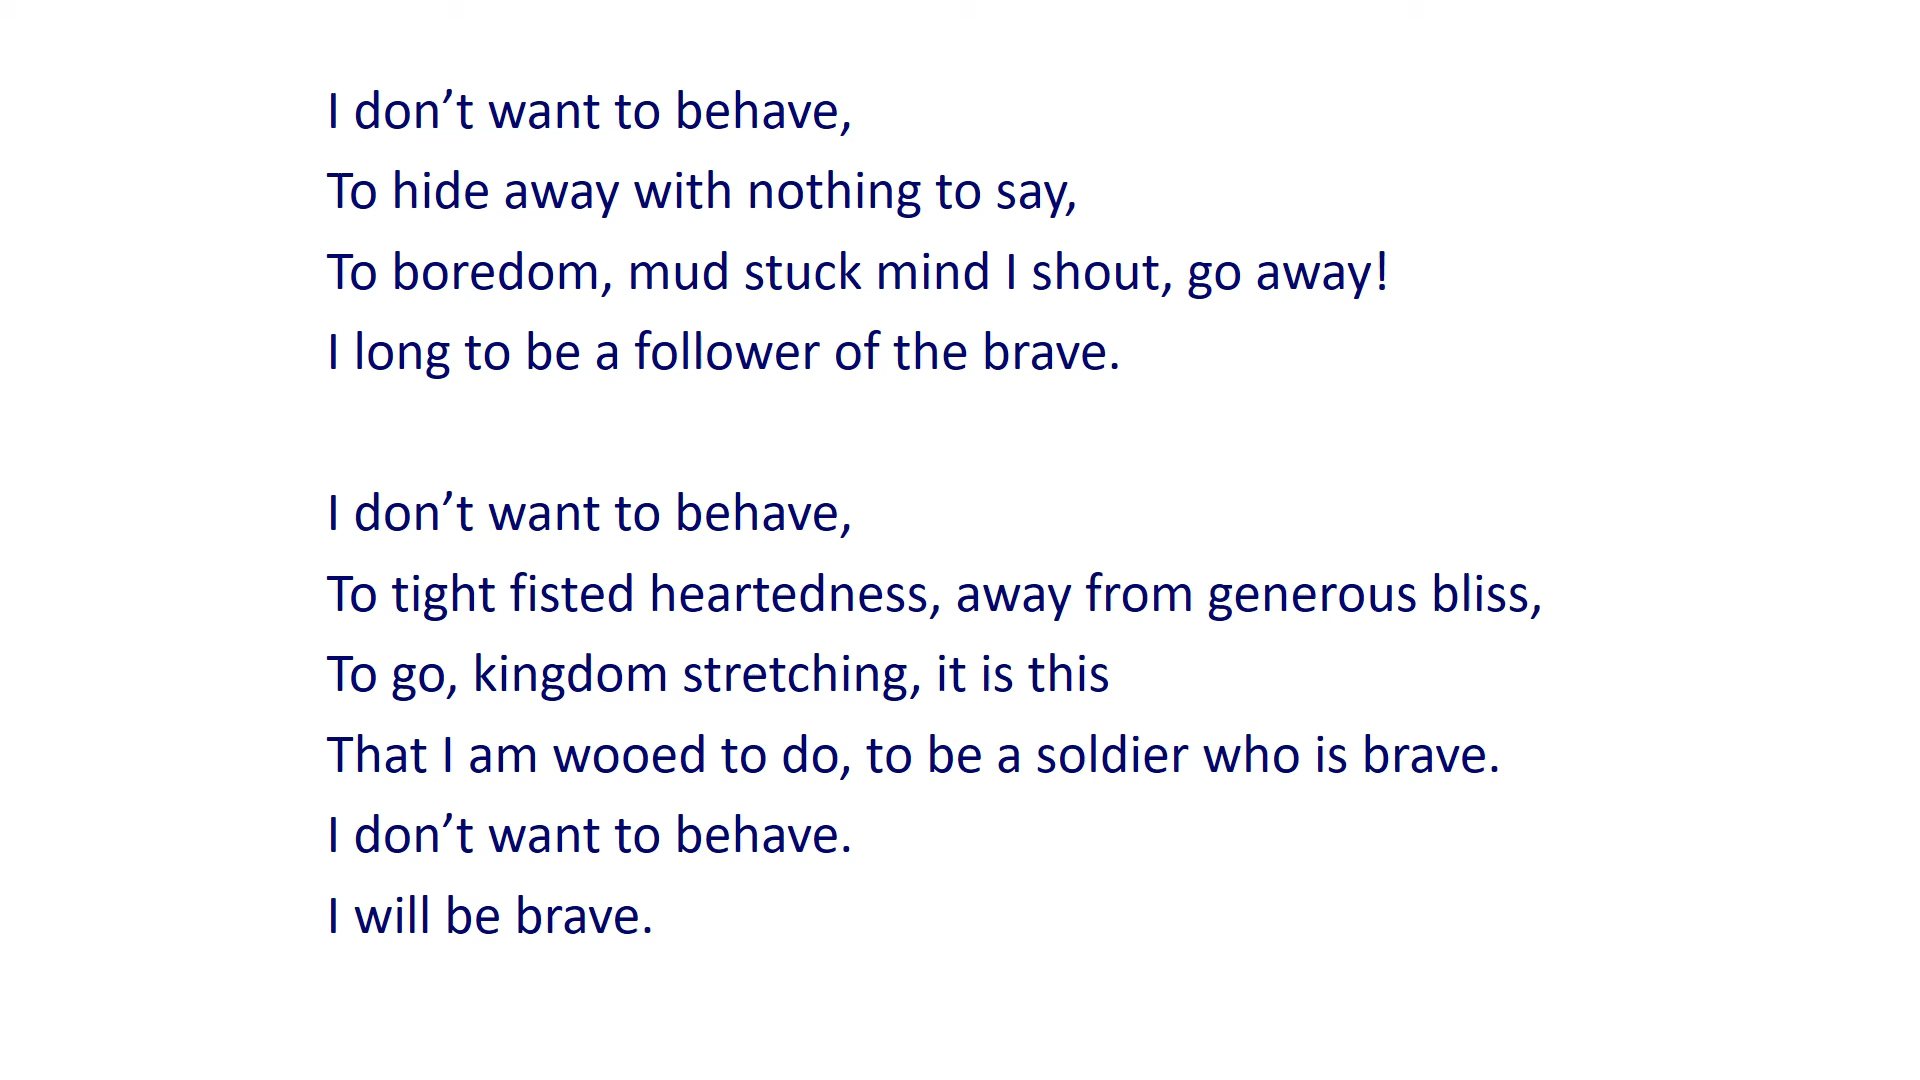 I don’t want to behave,
To hide away with nothing to say,
To boredom, mud stuck mind I shout, go away!
I long to be a follower of the brave.
I don’t want to behave,
To tight fisted heartedness, away from generous bliss,
To go, kingdom stretching, it is this
That I am wooed to do, to be a soldier who is brave.
I don’t want to behave.
I will be brave.